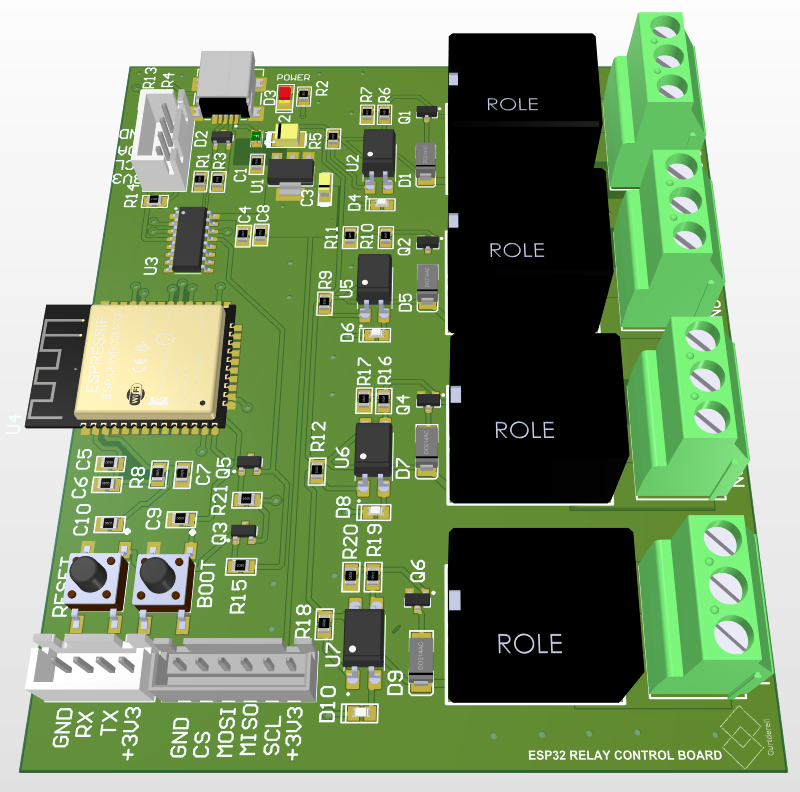 POWER
R13
R4
D3
R2
R7
R6
Q1
ROLE
D2
R5
U2
R1
R3
C1
U1
D1
R14
C3
D4
C4
C8
R11
R10
Q2
ROLE
U3
U5
R9
D5
D6
ESPRESSIF
WiFi
U4
R17
R16
Q4
ROLE
R12
U6
D7
C5
Q5
R8
C7
C6
R21
D8
C10
C9
Q3
R20
R19
Q6
RESET
BOOT
R15
R18
U7
ROLE
D9
D10
GND
RX
TX
+3V3
GND
CS
MOSI
MISO
SCL
+3V3
ESP32 RELAY CONTROL BOARD